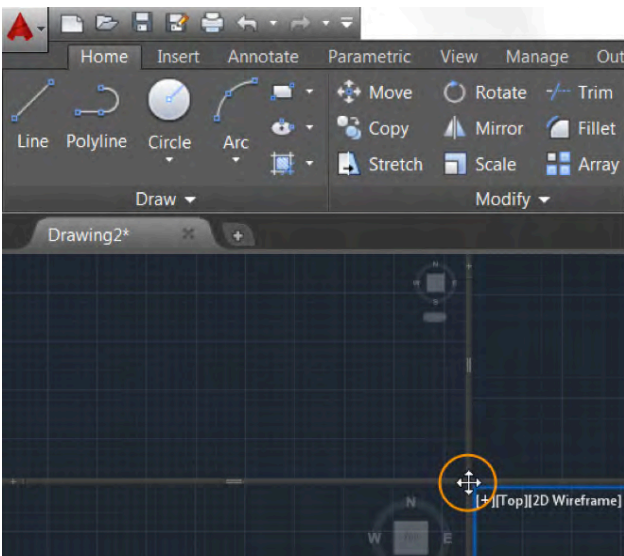 Home Insert Annotate Parametric View Manage Out
Move Rotate Trim
Copy Mirror Fillet
Line Polyline Circle Arc
Stretch Scale Array
Draw Modify
Drawing2*
N
W
S
N
[+][Top][2D Wireframe]
W E